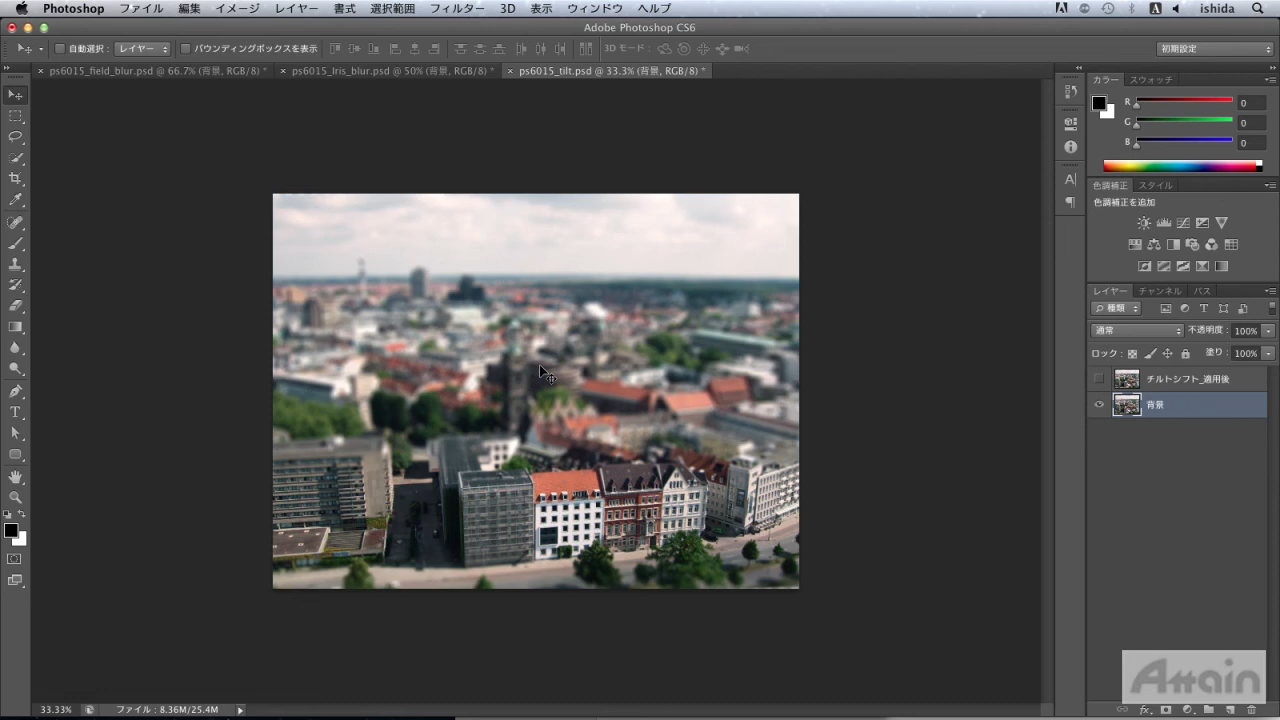 Photoshop ファイル 編集 イメージ レイヤー 書式 選択範囲 フィルター 3D 表示 ウィンドウ ヘルプ A ishida
Adobe Photoshop CS6
自動選択： レイヤー バウンディングボックスを表示 3D モード： 初期設定
× ps6015_field_blur.psd @ 66.7% (背景, RGB/8) * × ps6015_Iris_blur.psd @ 50% (背景, RGB/8) * × ps6015_tilt.psd @ 33.3% (背景, RGB/8) *
カラー スウォッチ
R 0
G 0
B 0
色調補正 スタイル
色調補正を追加
レイヤー チャンネル パス
種類
通常 不透明度： 100%
ロック： 塗り： 100%
チルトシフト_適用後
背景
Attain
33.33% ファイル：8.36M/25.4M